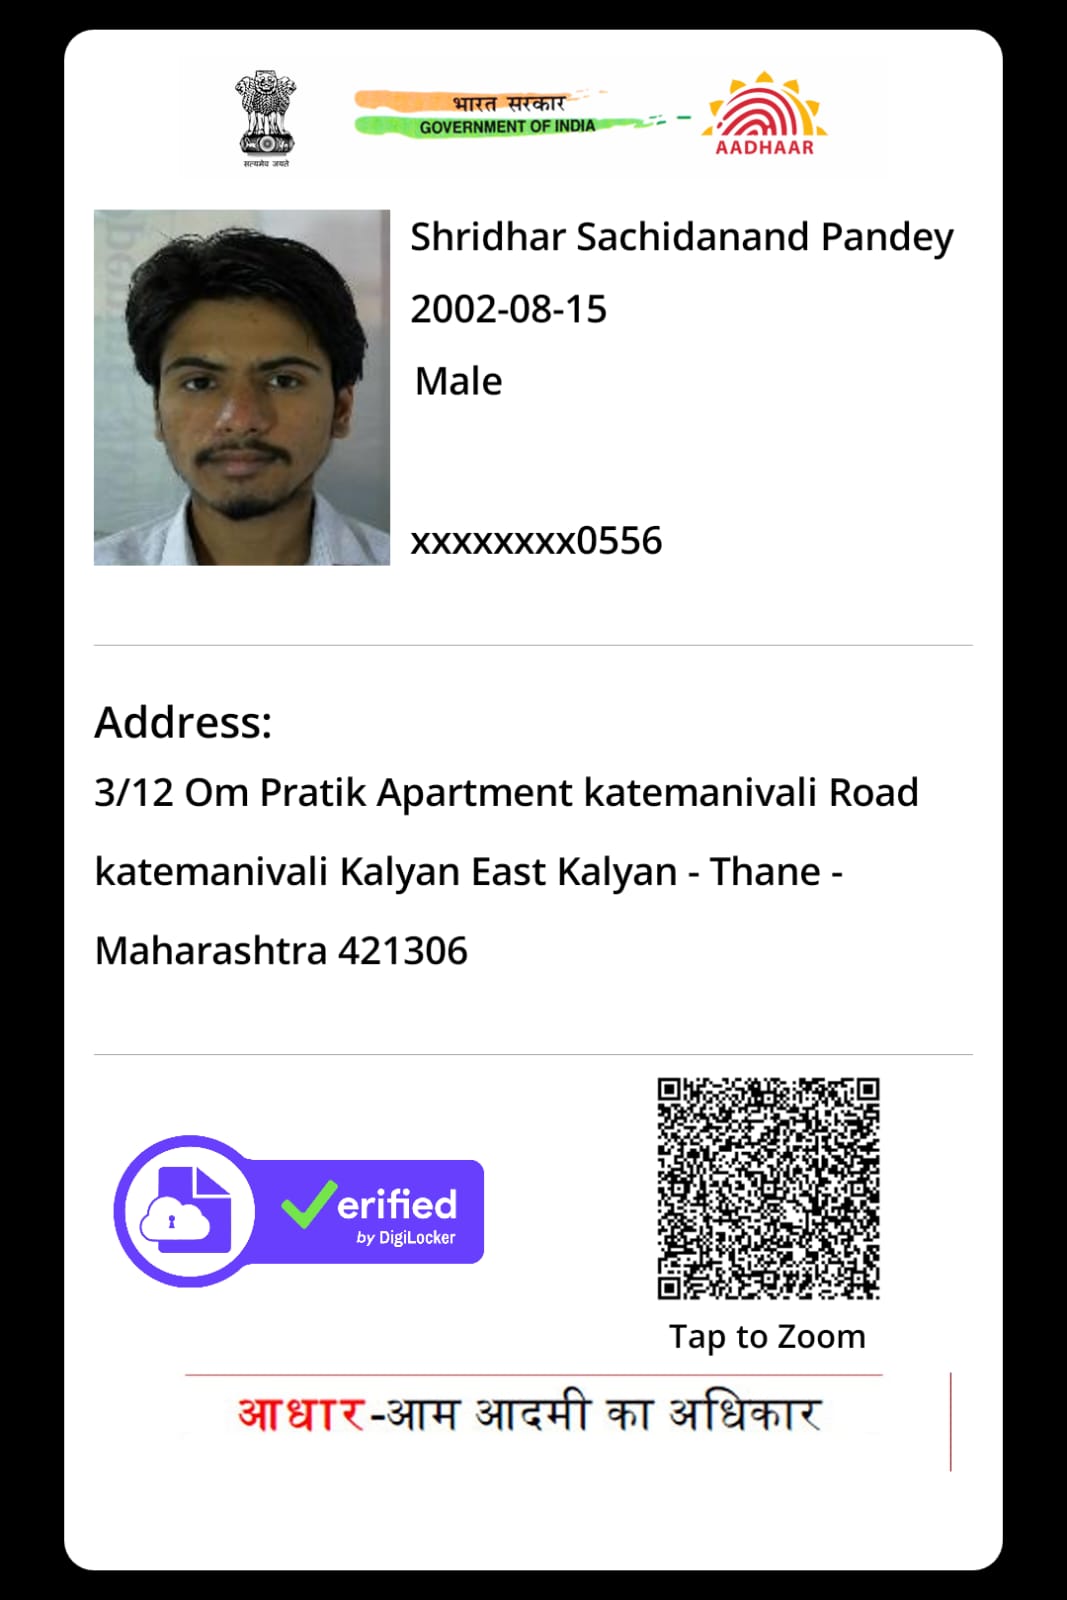 सत्यमेव जयते
भारत सरकार
GOVERNMENT OF INDIA
AADHAAR
Shridhar Sachidanand Pandey
2002-08-15
Male
xxxxxxxx0556
Address:
3/12 Om Pratik Apartment katemanivali Road
katemanivali Kalyan East Kalyan - Thane -
Maharashtra 421306
Verified
by DigiLocker
Tap to Zoom
आधार-आम आदमी का अधिकार